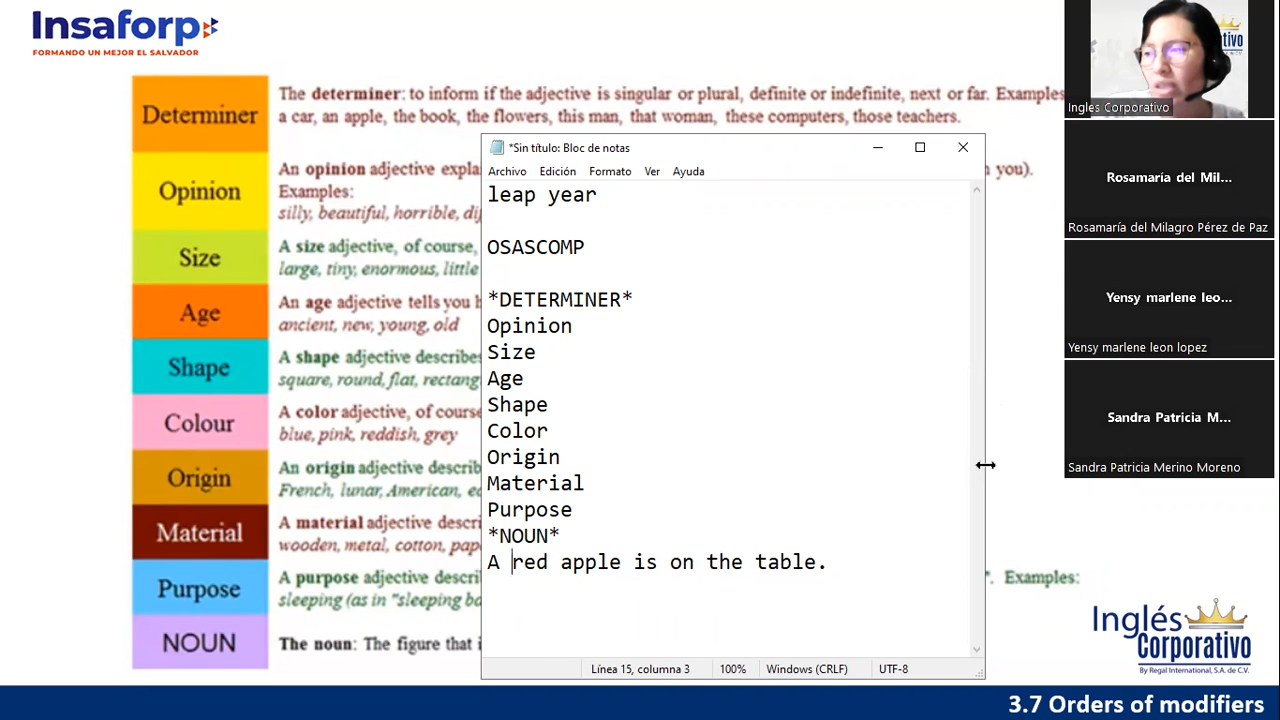 Insaforp
FORMANDO UN MEJOR EL SALVADOR
Determiner
The determiner: to inform if the adjective is singular or plural, definite or indefinite, next or far. Examples
a car, an apple, the book, the flowers, this man, that woman, these computers, those teachers.
Opinion
An opinion adjective
you).
Examples:
silly, beautiful, horrible,
Size
A size adjective, of course,
large, tiny, enormous, little
Age
An age adjective tells you
ancient, new, young, old
Shape
A shape adjective
square, round, flat,
Colour
A color adjective, of course
blue, pink, reddish, grey
Origin
An origin adjective
French, lunar, American,
Material
A material adjective
wooden, metal, cotton,
Purpose
A purpose adjective
Examples:
sleeping (as in "sleeping
NOUN
The noun: The figure that
*Sin título: Bloc de notas
Archivo Edición Formato Ver Ayuda
leap year
OSASCOMP
*DETERMINER*
Opinion
Size
Age
Shape
Color
Origin
Material
Purpose
*NOUN*
A red apple is on the table.
Línea 15, columna 3 100% Windows (CRLF) UTF-8
Ingles Corporativo
Rosamaría del Mil...
Rosamaría del Milagro Pérez de Paz
Yensy marlene leo...
Yensy marlene leon lopez
Sandra Patricia M...
Sandra Patricia Merino Moreno
Inglés
Corporativo
By Regal International, S.A. de C.V.
3.7 Orders of modifiers